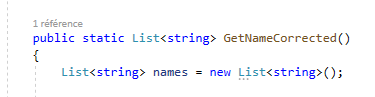 1 référence
public static List<string> GetNameCorrected()
{
List<string> names = new List<string>();